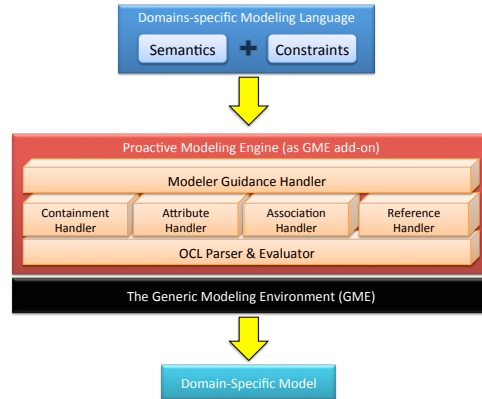 Domains-specific Modeling Language
Semantics + Constraints
Proactive Modeling Engine (as GME add-on)
Modeler Guidance Handler
Containment Handler
Attribute Handler
Association Handler
Reference Handler
OCL Parser & Evaluator
The Generic Modeling Environment (GME)
Domain-Specific Model